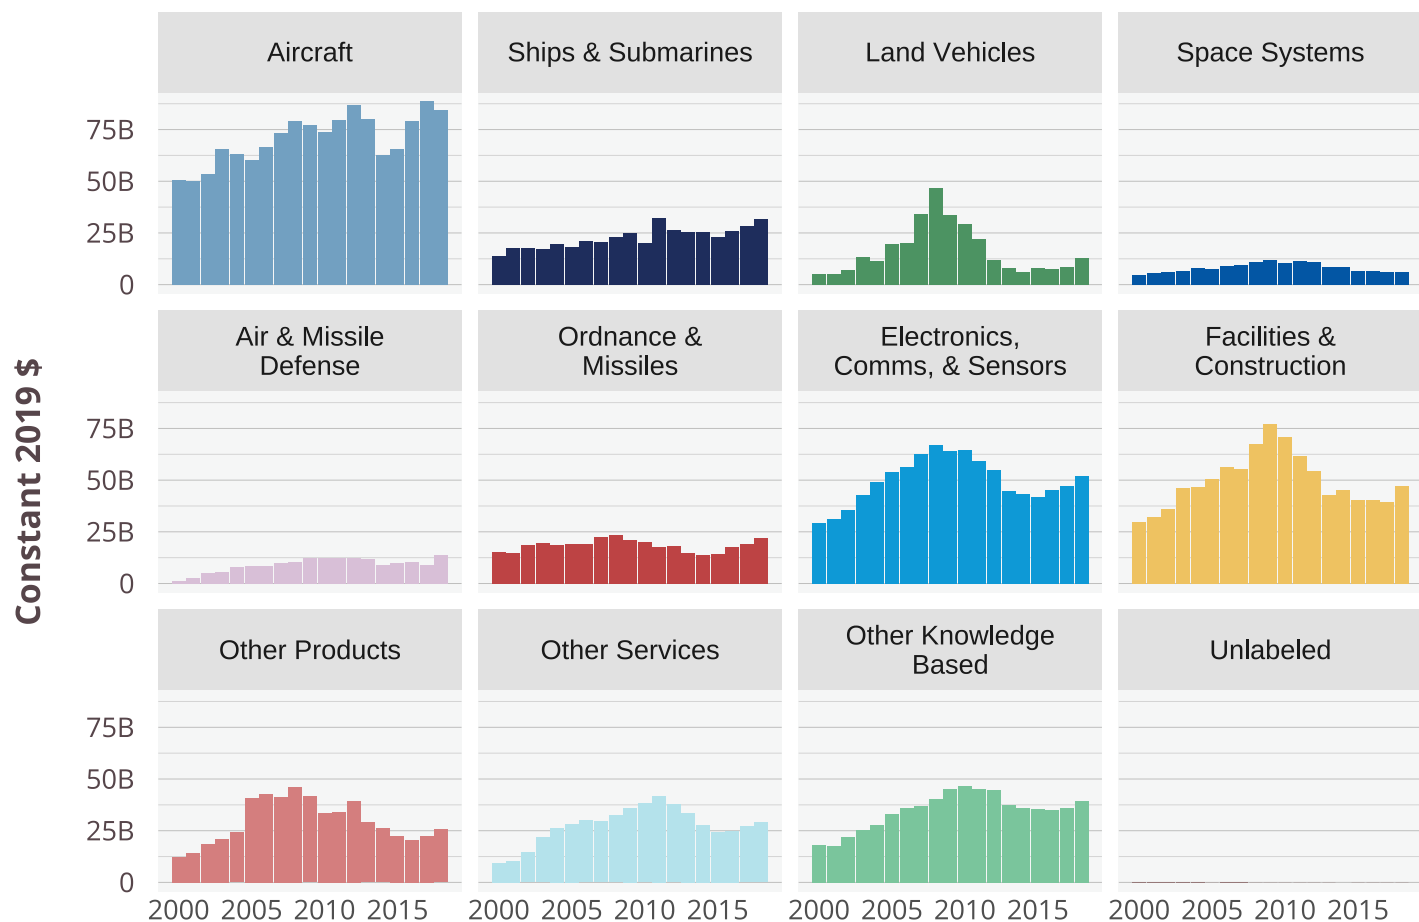 Aircraft
Ships & Submarines
Land Vehicles
Space Systems
75B
50B
25B
0
Air & Missile
Defense
Ordnance &
Missiles
Electronics,
Comms, & Sensors
Facilities &
Construction
75B
50B
25B
0
Constant 2019 $
Other Products
Other Services
Other Knowledge
Based
Unlabeled
75B
50B
25B
0
2000 2005 2010 2015
2000 2005 2010 2015
2000 2005 2010 2015
2000 2005 2010 2015